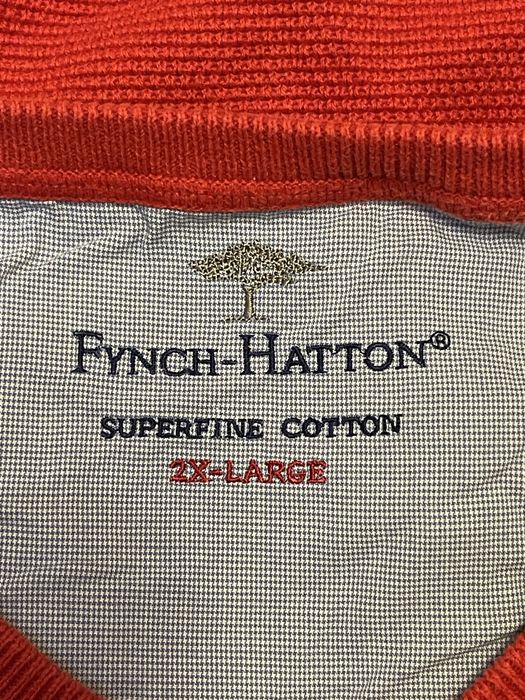 FYNCH-HATTON®
SUPERFINE COTTON
2X-LARGE